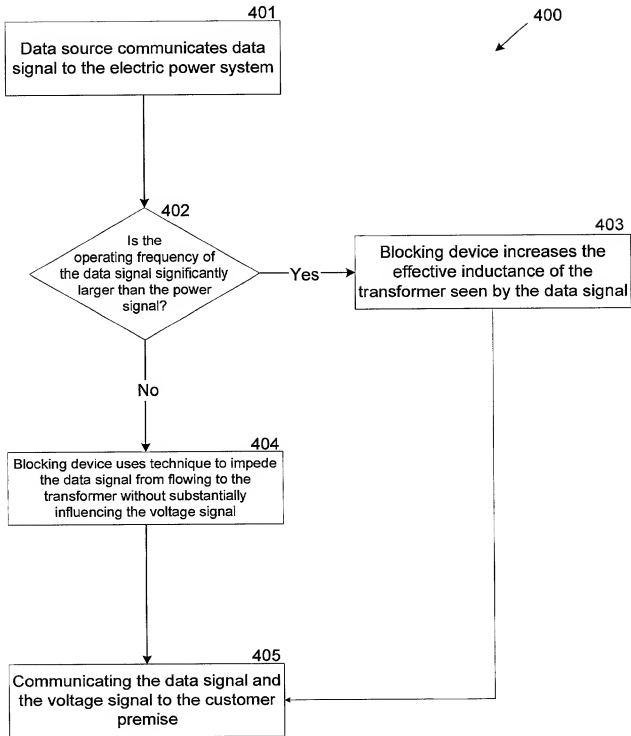 401
400
Data source communicates data
signal to the electric power system
402
Is the
operating frequency of
the data signal significantly
larger than the power
signal?
Yes
403
Blocking device increases the
effective inductance of the
transformer seen by the data signal
No
404
Blocking device uses technique to impede
the data signal from flowing to the
transformer without substantially
influencing the voltage signal
405
Communicating the data signal and
the voltage signal to the customer
premise